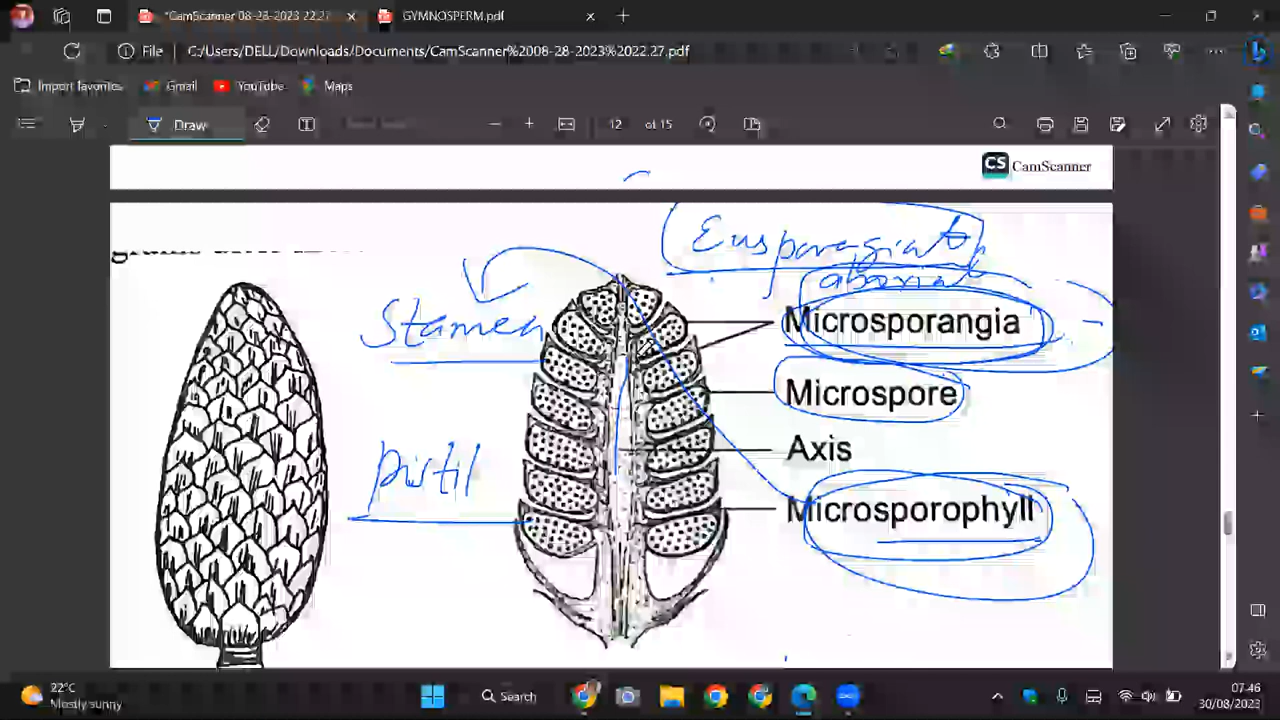 *CamScanner 08-28-2023 22.27
GYMNOSPERM.pdf
File
C:/Users/DELL/Downloads/Documents/CamScanner%2008-28-2023%2022.27.pdf
Import favorites
Gmail
YouTube
Maps
Draw
12 of 15
CS CamScanner
Stamen
Pistil
Microsporangia
Microspore
Axis
Microsporophyll
22°C
Mostly sunny
Search
07:46
30/08/2023